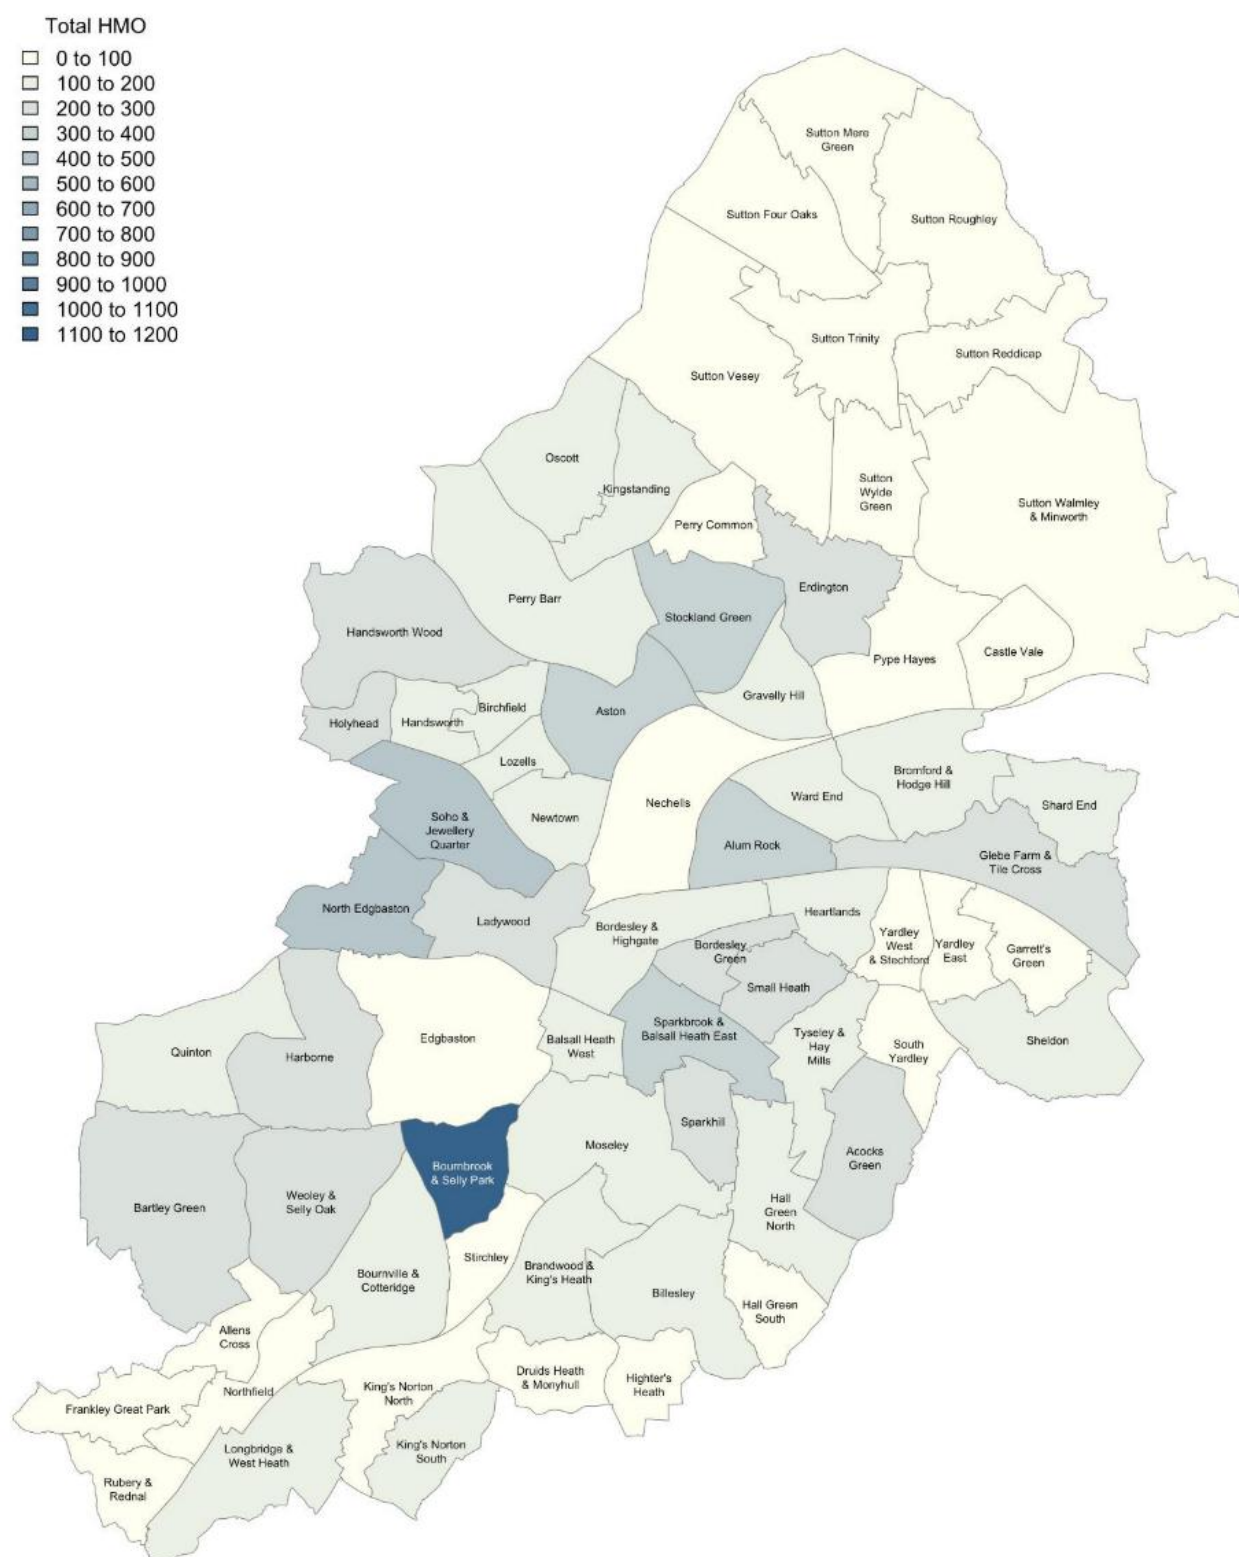 Total HMO
0 to 100
100 to 200
200 to 300
300 to 400
400 to 500
500 to 600
600 to 700
700 to 800
800 to 900
900 to 1000
1000 to 1100
1100 to 1200
Sutton Mere
Green
Sutton Four Oaks
Sutton Roughley
Sutton Trinity
Sutton Reddicap
Sutton Vesey
Oscott
Kingstanding
Sutton
Wylde
Green
Sutton Walmley
& Minworth
Perry Common
Erdington
Perry Barr
Stockland Green
Handsworth Wood
Pype Hayes
Castle Vale
Gravelly Hill
Holyhead
Handsworth
Birchfield
Aston
Lozells
Bromford &
Hodge Hill
Ward End
Shard End
Nechells
Newtown
Soho &
Jewellery
Quarter
Alum Rock
Glebe Farm &
Tile Cross
North Edgbaston
Ladywood
Bordesley &
Highgate
Heartlands
Bordesley
Green
Yardley
West
& Stechford
Yardley
East
Garrett's
Green
Small Heath
Sparkbrook &
Balsall Heath East
Tyseley &
Hay
Mills
South
Yardley
Sheldon
Quinton
Harborne
Edgbaston
Balsall Heath
West
Sparkhill
Moseley
Acocks
Green
Bournbrook
& Selly Park
Bartley Green
Weoley &
Selly Oak
Hall
Green
North
Stirchley
Bournville &
Cotteridge
Brandwood &
King's Heath
Billesley
Hall Green
South
Allens
Cross
Northfield
King's Norton
North
Druids Heath
& Monyhull
Highter's
Heath
Frankley Great Park
Longbridge &
West Heath
King's Norton
South
Rubery &
Rednal